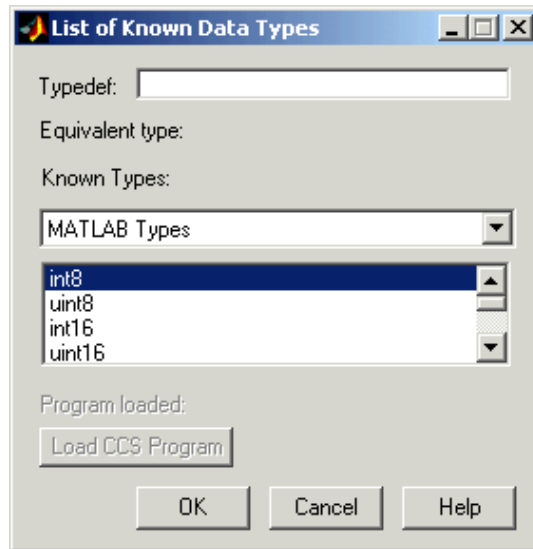 List of Known Data Types
Typedef:
Equivalent type:
Known Types:
MATLAB Types
int8
uint8
int16
uint16
Program loaded:
Load CCS Program
OK Cancel Help